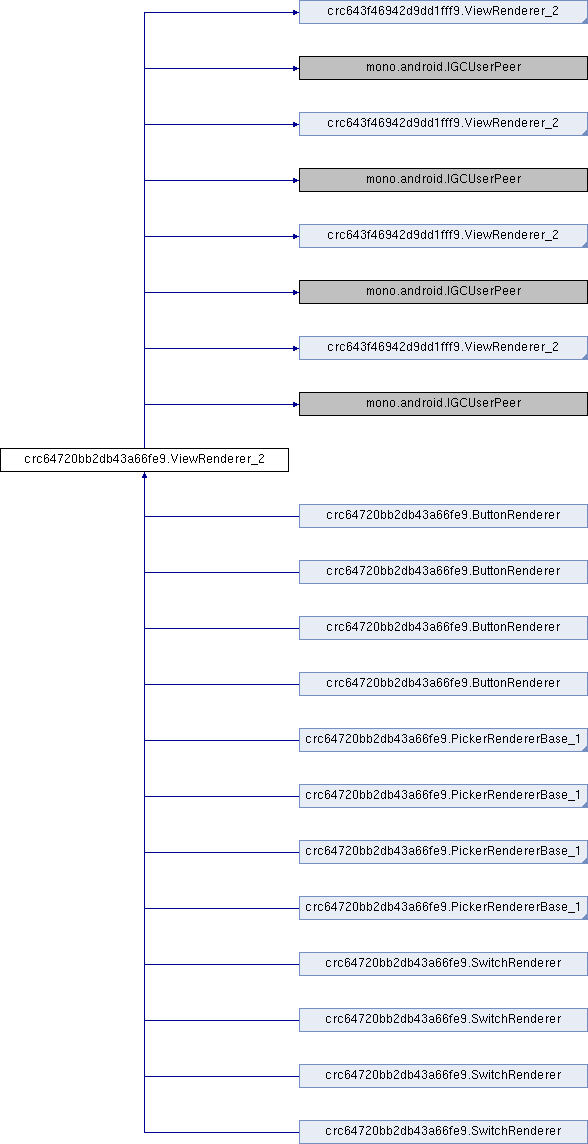 crc643f46942d9dd1fff9.ViewRenderer_2
mono.android.IGCUserPeer
crc643f46942d9dd1fff9.ViewRenderer_2
mono.android.IGCUserPeer
crc643f46942d9dd1fff9.ViewRenderer_2
mono.android.IGCUserPeer
crc643f46942d9dd1fff9.ViewRenderer_2
mono.android.IGCUserPeer
crc64720bb2db43a66fe9.ViewRenderer_2
crc64720bb2db43a66fe9.ButtonRenderer
crc64720bb2db43a66fe9.ButtonRenderer
crc64720bb2db43a66fe9.ButtonRenderer
crc64720bb2db43a66fe9.ButtonRenderer
crc64720bb2db43a66fe9.PickerRendererBase_1
crc64720bb2db43a66fe9.PickerRendererBase_1
crc64720bb2db43a66fe9.PickerRendererBase_1
crc64720bb2db43a66fe9.PickerRendererBase_1
crc64720bb2db43a66fe9.SwitchRenderer
crc64720bb2db43a66fe9.SwitchRenderer
crc64720bb2db43a66fe9.SwitchRenderer
crc64720bb2db43a66fe9.SwitchRenderer